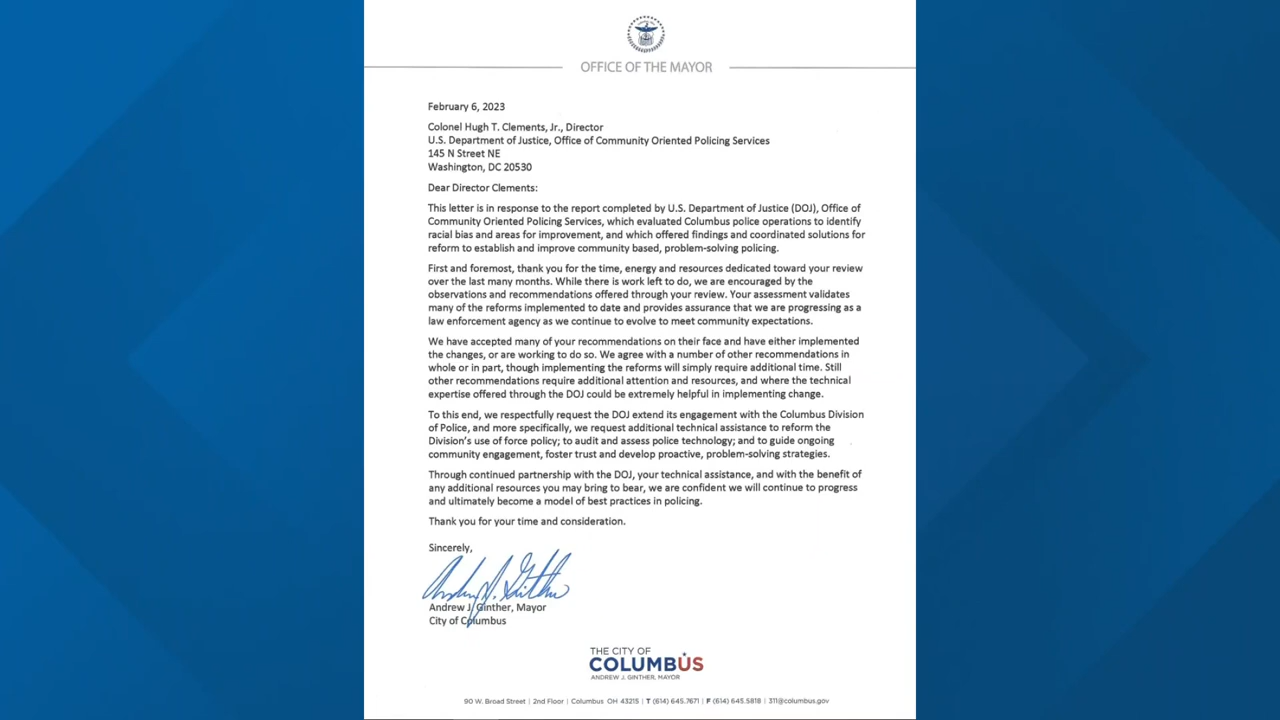 OFFICE OF THE MAYOR
February 6, 2023
Colonel Hugh T. Clements, Jr., Director
U.S. Department of Justice, Office of Community Oriented Policing Services
145 N Street NE
Washington, DC 20530
Dear Director Clements:
This letter is in response to the report completed by U.S. Department of Justice (DOJ), Office of
Community Oriented Policing Services, which evaluated Columbus police operations to identify
racial bias and areas for improvement, and which offered findings and coordinated solutions for
reform to establish and improve community based, problem-solving policing.
First and foremost, thank you for the time, energy and resources dedicated toward your review
over the last many months. While there is work left to do, we are encouraged by the
observations and recommendations offered through your review. Your assessment validates
many of the reforms implemented to date and provides assurance that we are progressing as a
law enforcement agency as we continue to evolve to meet community expectations.
We have accepted many of your recommendations on their face and have either implemented
the changes, or are working to do so. We agree with a number of other recommendations in
whole or in part, though implementing the reforms will simply require additional time. Still
other recommendations require additional attention and resources, and where the technical
expertise offered through the DOJ could be extremely helpful in implementing change.
To this end, we respectfully request the DOJ extend its engagement with the Columbus Division
of Police, and more specifically, we request additional technical assistance to reform the
Division's use of force policy; to audit and assess police technology; and to guide ongoing
community engagement, foster trust and develop proactive, problem-solving strategies.
Through continued partnership with the DOJ, your technical assistance, and with the benefit of
any additional resources you may bring to bear, we are confident we will continue to progress
and ultimately become a model of best practices in policing.
Thank you for your time and consideration.
Sincerely,
Andrew J. Ginther
Andrew J. Ginther, Mayor
City of Columbus
THE CITY OF
COLUMBUS
ANDREW J. GINTHER, MAYOR
90 W. Broad Street | 2nd Floor | Columbus OH 43215 | T (614) 645.7671 | F (614) 645.5818 | 311@columbus.gov